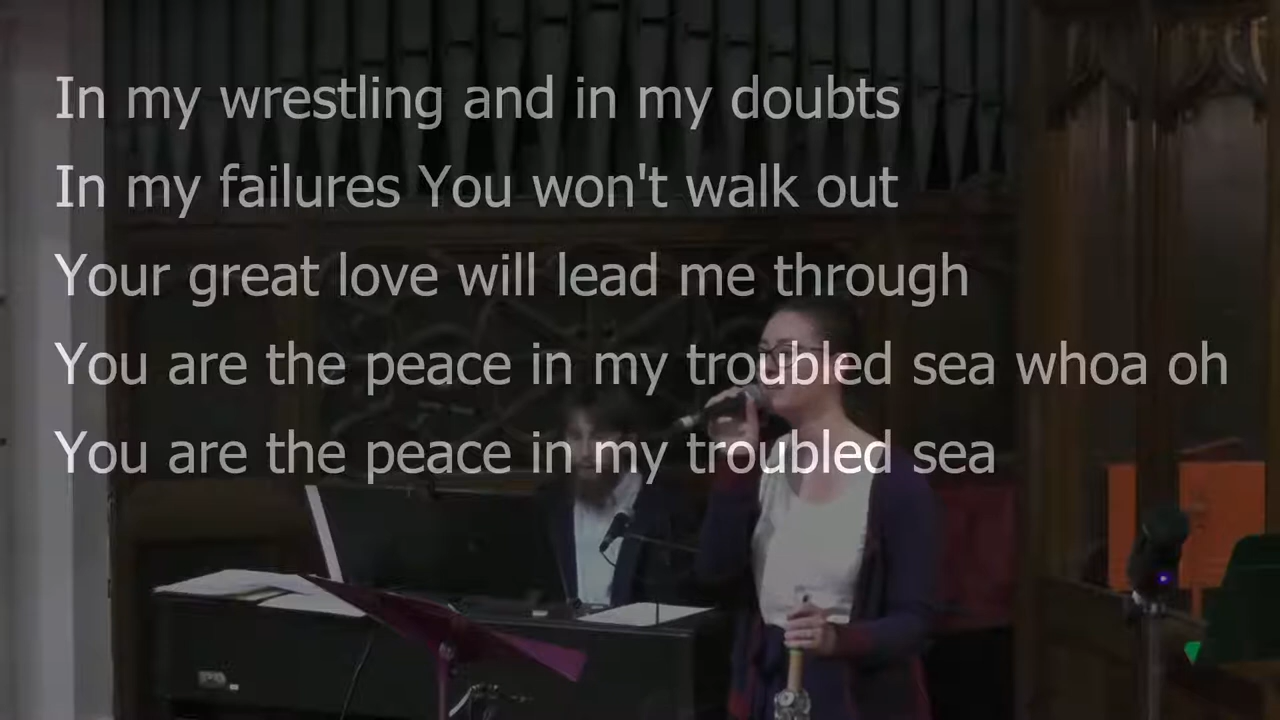 In my wrestling and in my doubts
In my failures You won't walk out
Your great love will lead me through
You are the peace in my troubled sea whoa oh
You are the peace in my troubled sea